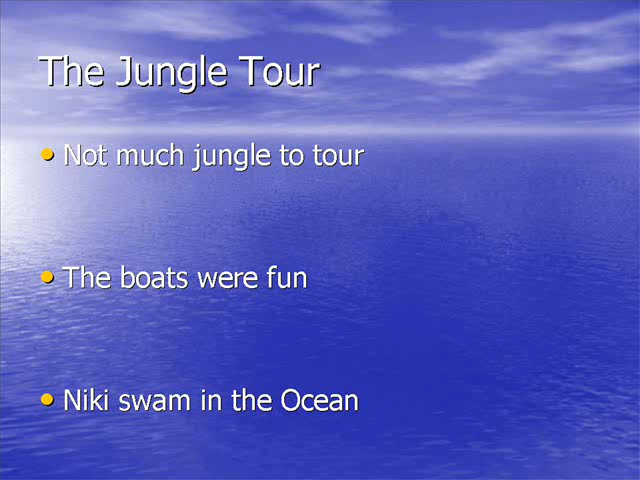 The Jungle Tour
Not much jungle to tour
The boats were fun
Niki swam in the Ocean